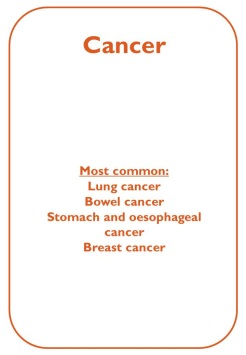 Cancer
Most common:
Lung cancer
Bowel cancer
Stomach and oesophageal
cancer
Breast cancer